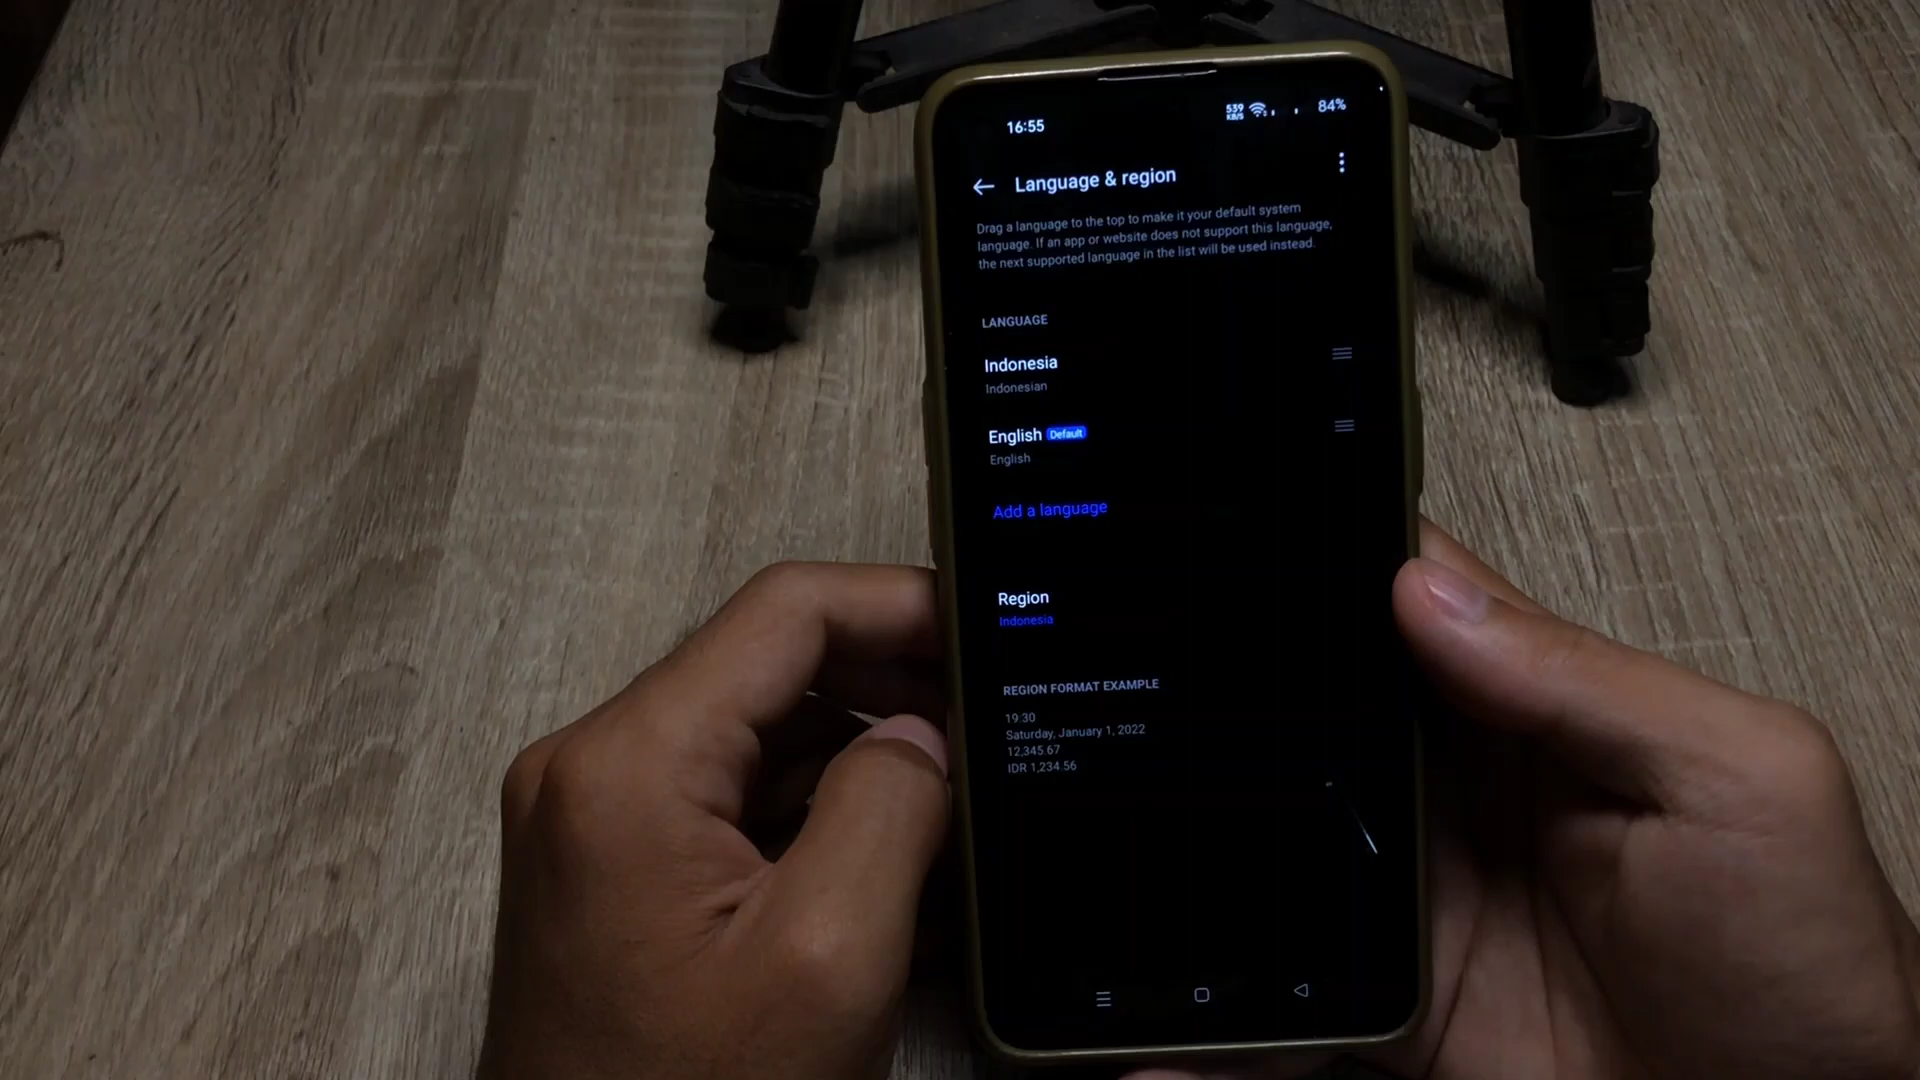 16:55
539
KB/S
84%
Language & region
Drag a language to the top to make it your default system
language. If an app or website does not support this language,
the next supported language in the list will be used instead.
LANGUAGE
Indonesia
Indonesian
English Default
English
Add a language
Region
Indonesia
REGION FORMAT EXAMPLE
19:30
Saturday, January 1, 2022
12,345.67
IDR 1,234.56